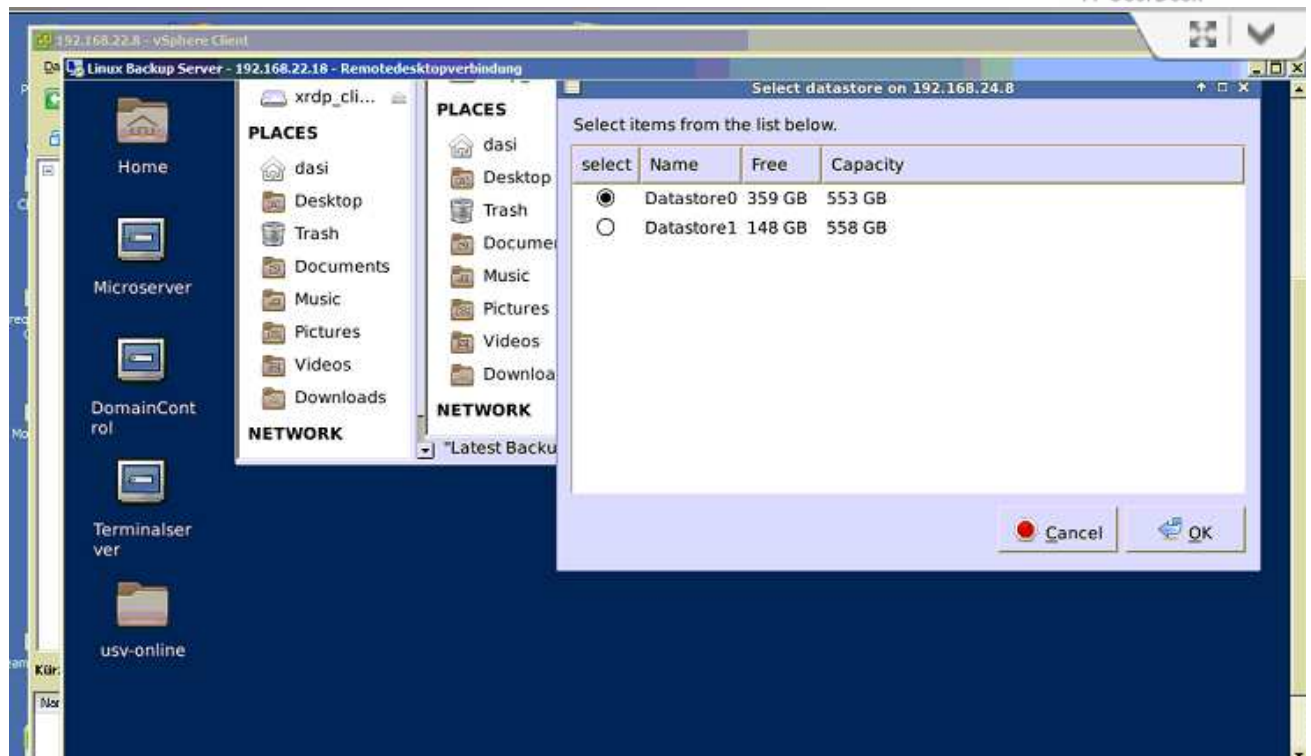 192.168.22.8 - vSphere Client
Linux Backup Server - 192.168.22.18 - Remotedesktopverbindung
Home
Microserver
DomainCont
rol
Terminalser
ver
usv-online
xrdp_cli...
PLACES
dasi
Desktop
Trash
Documents
Music
Pictures
Videos
Downloads
NETWORK
PLACES
dasi
Desktop
Trash
Docume
Music
Pictures
Videos
Downloa
NETWORK
"Latest Backu
Select datastore on 192.168.24.8
Select items from the list below.
select Name Free Capacity
Datastore0 359 GB 553 GB
Datastore1 148 GB 558 GB
Cancel
OK
Kür: